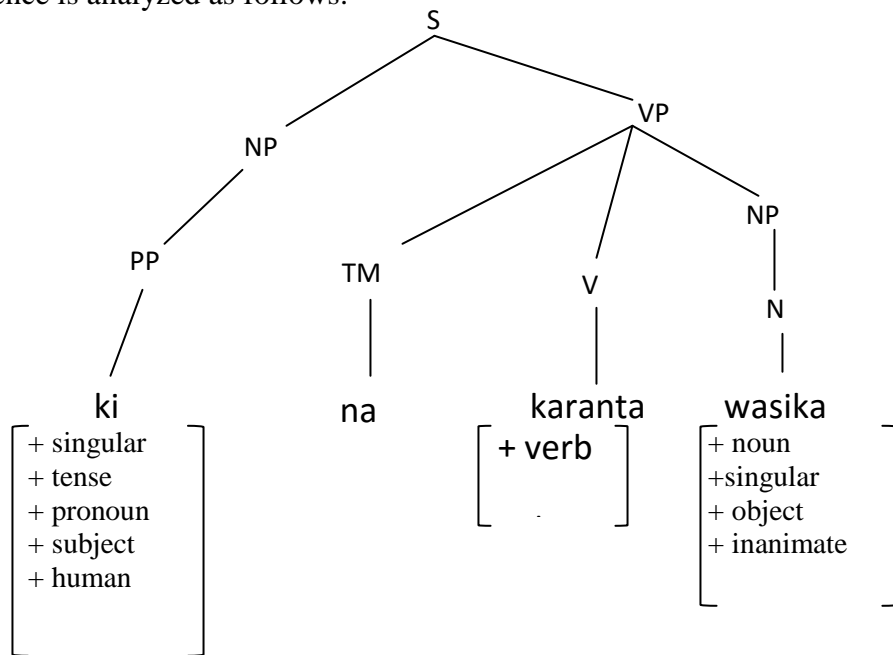 ence is analyzed as follows:
S
NP
VP
PP
TM
V
NP
N
ki
na
karanta
wasika
+ singular
+ tense
+ pronoun
+ subject
+ human
+ verb
.
+ noun
+singular
+ object
+ inanimate